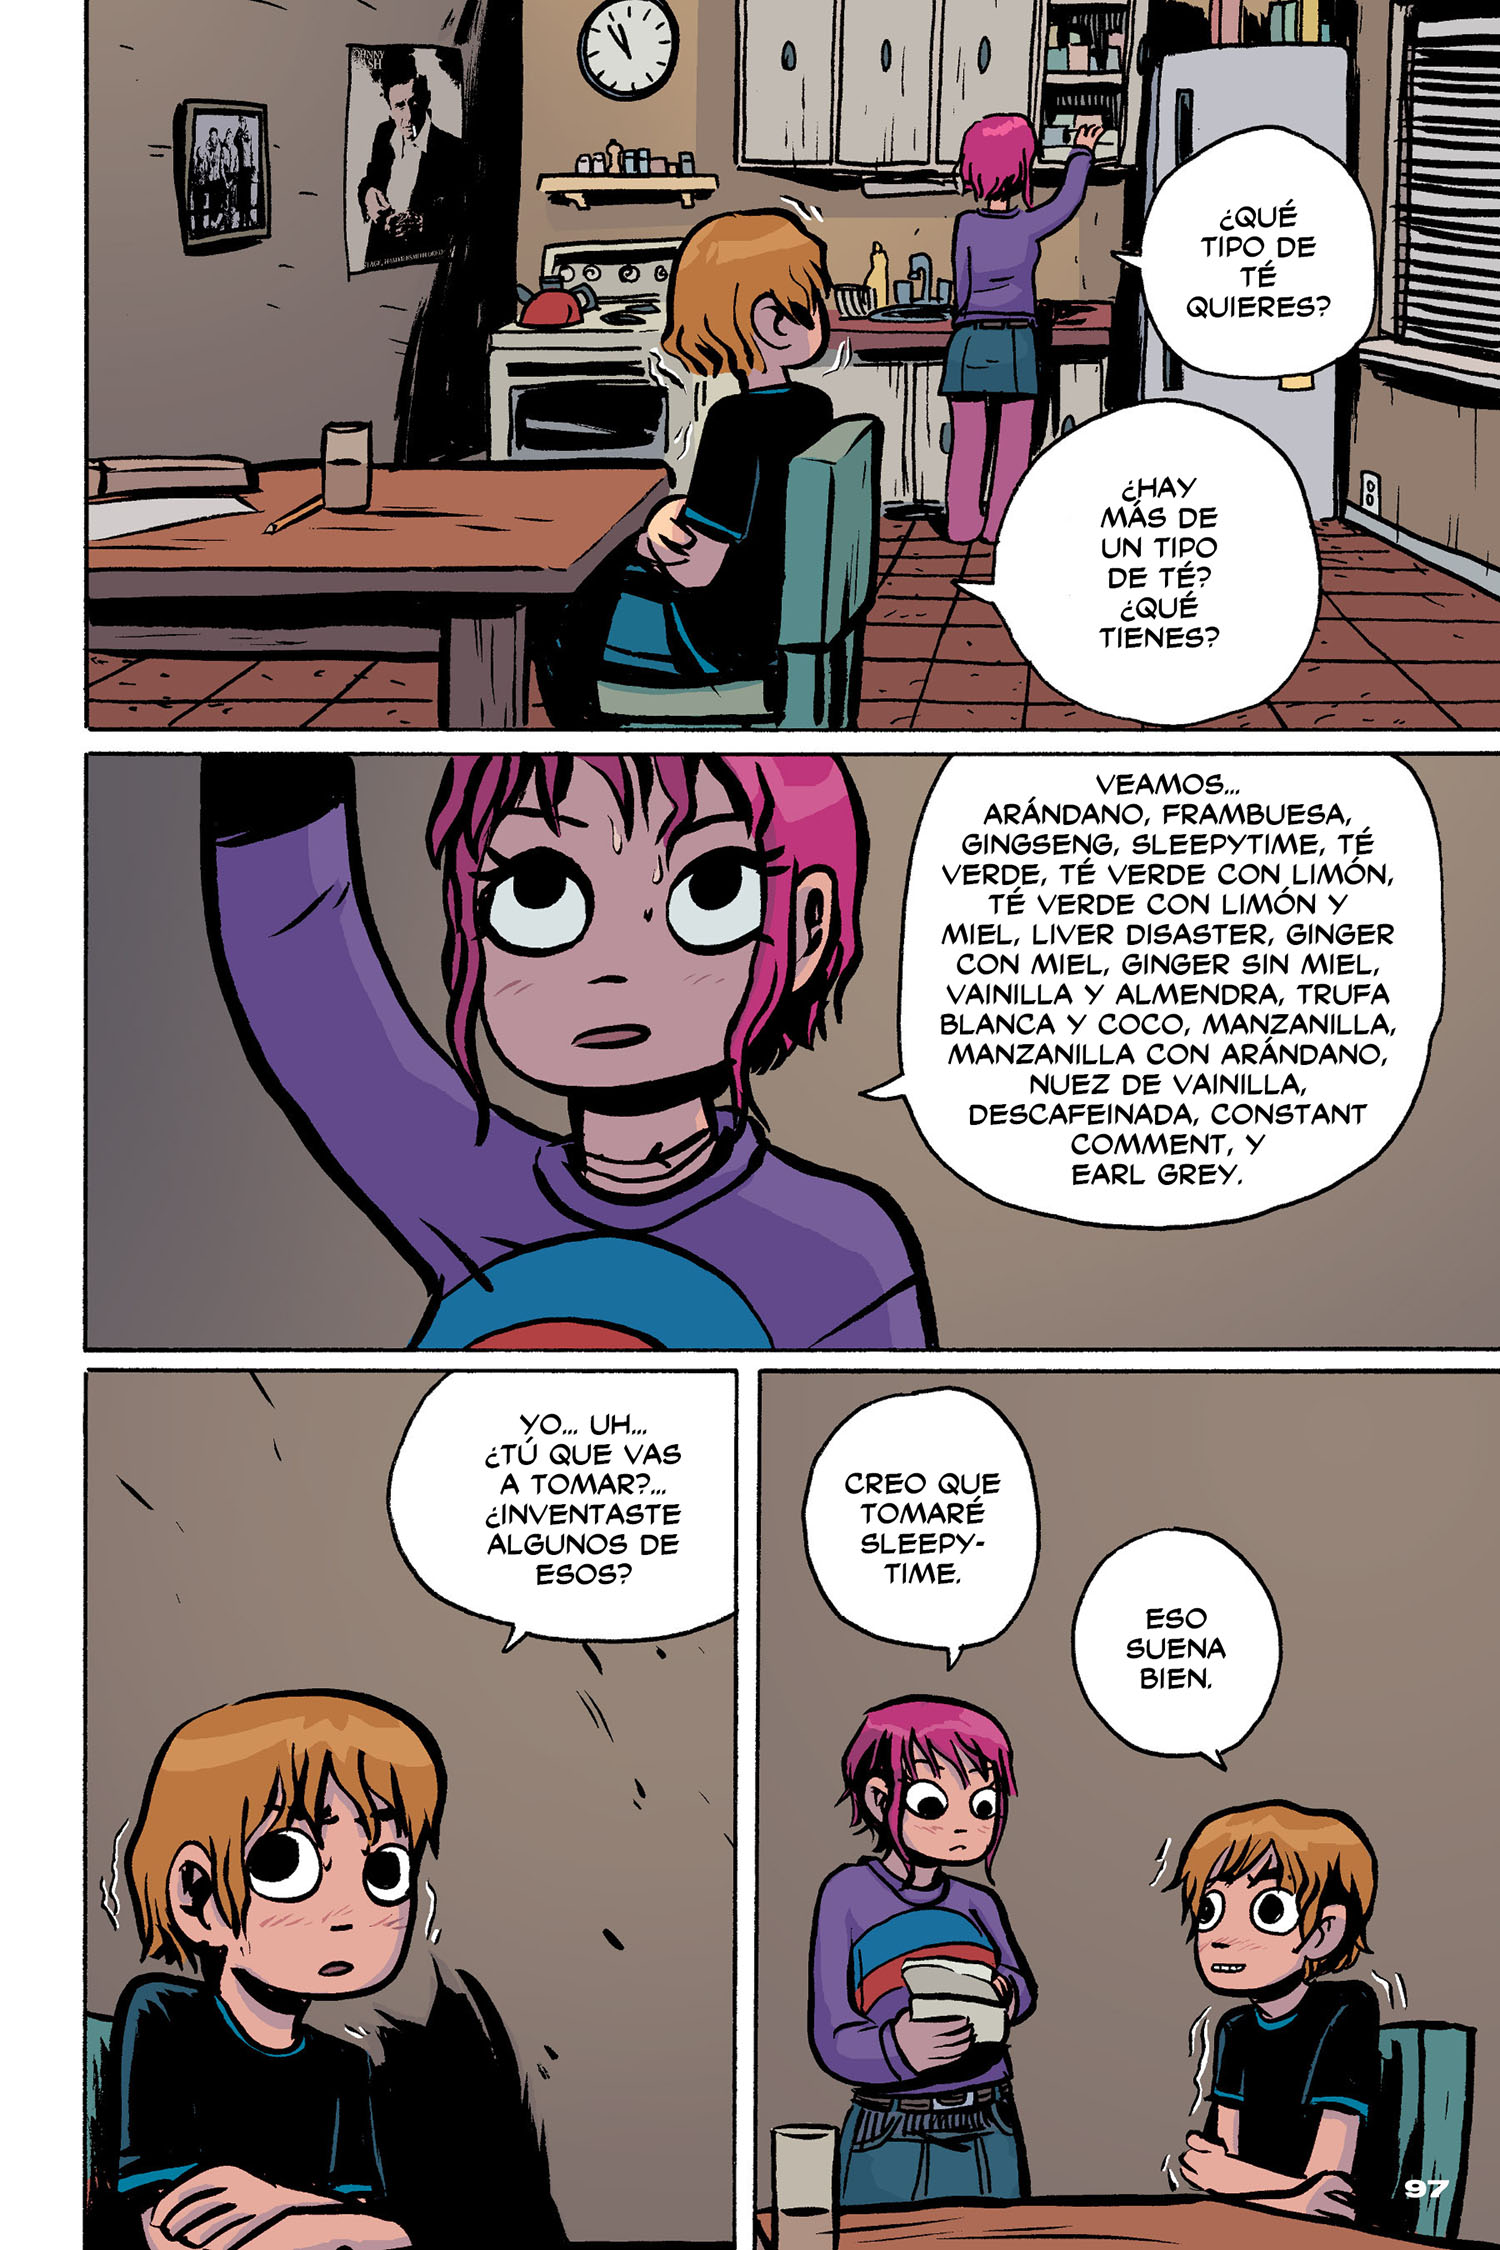 JOHNNY
CASH
¿QUÉ
TIPO DE
TÉ
QUIERES?
¿HAY
MÁS DE
UN TIPO
DE TÉ?
¿QUÉ
TIENES?
VEAMOS...
ARÁNDANO, FRAMBUESA,
GINGSENG, SLEEPYTIME, TÉ
VERDE, TÉ VERDE CON LIMÓN,
TÉ VERDE CON LIMÓN Y
MIEL, LIVER DISASTER, GINGER
CON MIEL, GINGER SIN MIEL,
VAINILLA Y ALMENDRA, TRUFA
BLANCA Y COCO, MANZANILLA,
MANZANILLA CON ARÁNDANO,
NUEZ DE VAINILLA,
DESCAFEINADA, CONSTANT
COMMENT, Y
EARL GREY.
YO... UH...
¿TÚ QUE VAS
A TOMAR?...
¿INVENTASTE
ALGUNOS DE
ESOS?
CREO QUE
TOMARÉ
SLEEPY-
TIME.
ESO
SUENA
BIEN.
97